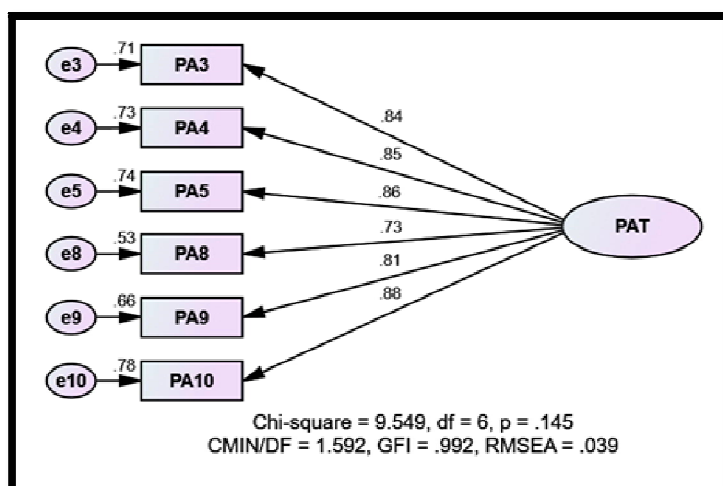 .71
e3 PA3
.84
.73
e4 PA4
.85
.74
e5 PA5
.86
PAT
.53
e8 PA8
.73
.66
e9 PA9
.81
.78
e10 PA10
.88
Chi-square = 9.549, df = 6, p = .145
CMIN/DF = 1.592, GFI = .992, RMSEA = .039